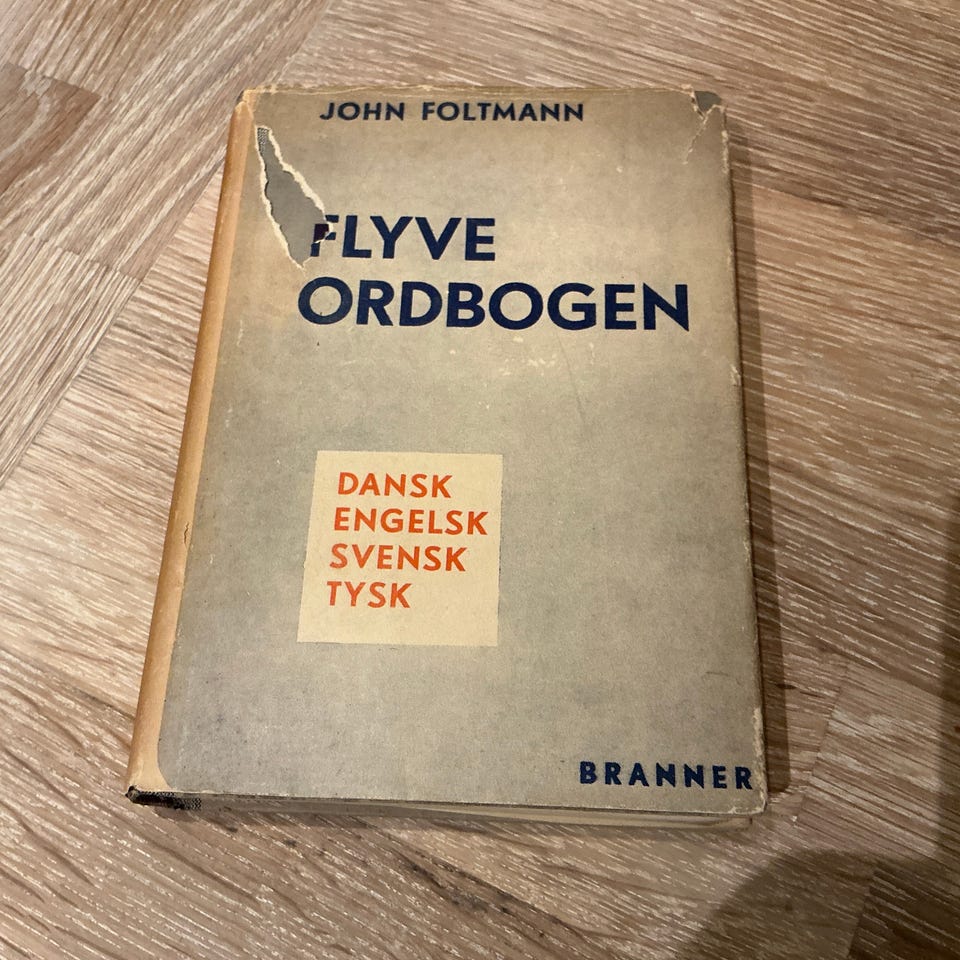 JOHN FOLTMANN
FLYVE
ORDBOGEN
DANSK
ENGELSK
SVENSK
TYSK
BRANNER